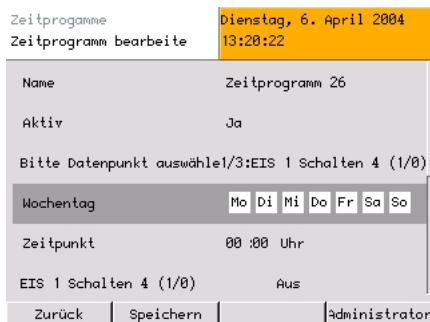 Zeitprogamme
Zeitprogramm bearbeite
Dienstag, 6. April 2004
13:20:22
Name Zeitprogramm 26
Aktiv Ja
Bitte Datenpunkt auswähle1/3:EIS 1 Schalten 4 (1/0)
Wochentag Mo Di Mi Do Fr Sa So
Zeitpunkt 00 :00 Uhr
EIS 1 Schalten 4 (1/0) Aus
Zurück Speichern Administrator